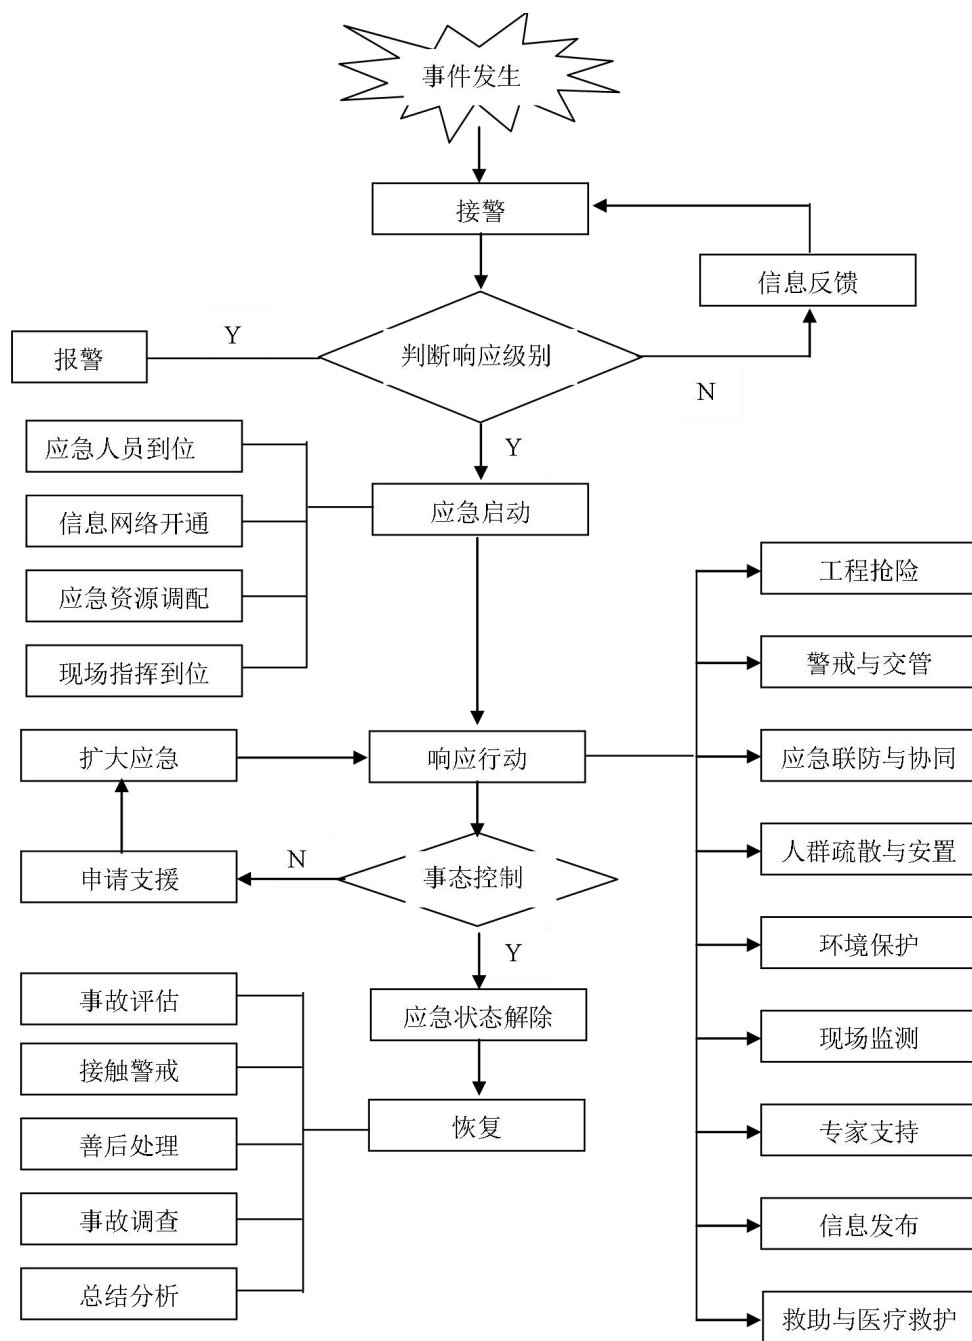 事件发生
接警
信息反馈
Y
报警
判断响应级别
N
Y
应急人员到位
应急启动
信息网络开通
应急资源调配
现场指挥到位
工程抢险
警戒与交管
扩大应急
响应行动
应急联防与协同
人群疏散与安置
申请支援
N
事态控制
环境保护
Y
事故评估
应急状态解除
现场监测
接触警戒
恢复
专家支持
善后处理
事故调查
信息发布
总结分析
救助与医疗救护